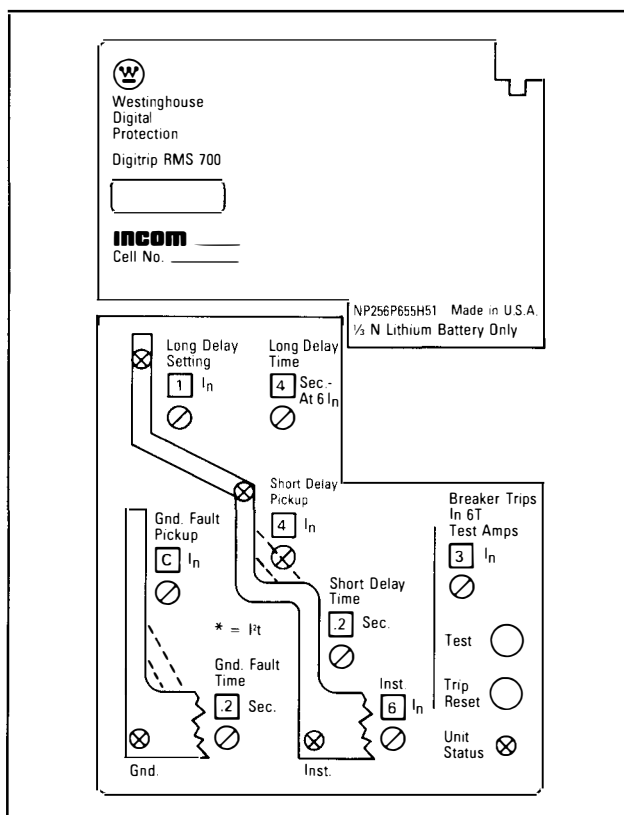 W
Westinghouse
Digital
Protection
Digitrip RMS 700
INCOM
Cell No.
NP256P655H51 Made in U.S.A.
⅓ N Lithium Battery Only
Long Delay
Setting
1 In
Long Delay
Time
4 Sec.-
At 6 In
Short Delay
Pickup
4 In
Gnd. Fault
Pickup
C In
Breaker Trips
In 6T
Test Amps
3 In
Short Delay
Time
.2 Sec.
* = I²t
Test
Gnd. Fault
Time
.2 Sec.
Inst.
6 In
Trip
Reset
Unit
Status
Gnd.
Inst.